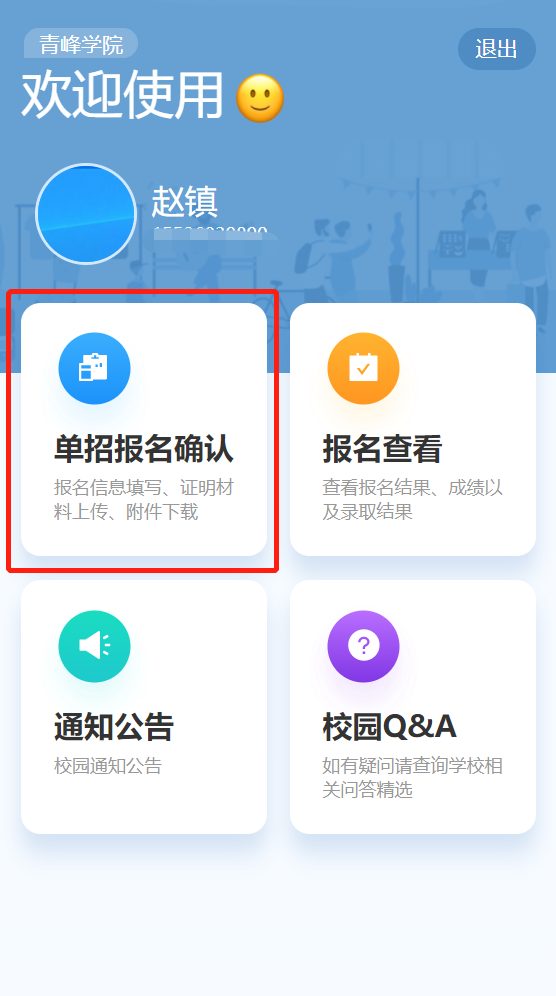 青峰学院
退出
欢迎使用
赵镇
单招报名确认
报名信息填写、证明材
料上传、附件下载
报名查看
查看报名结果、成绩以
及录取结果
通知公告
校园通知公告
校园Q&A
如有疑问请查询学校相
关问答精选